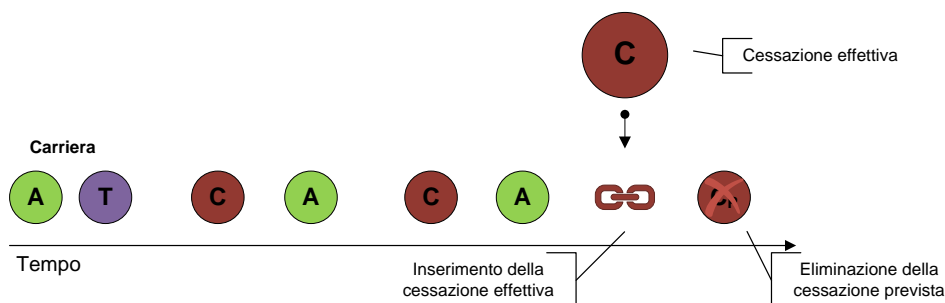 C
Cessazione effettiva
Carriera
A T C A C A
Tempo
Inserimento della
cessazione effettiva
Eliminazione della
cessazione prevista